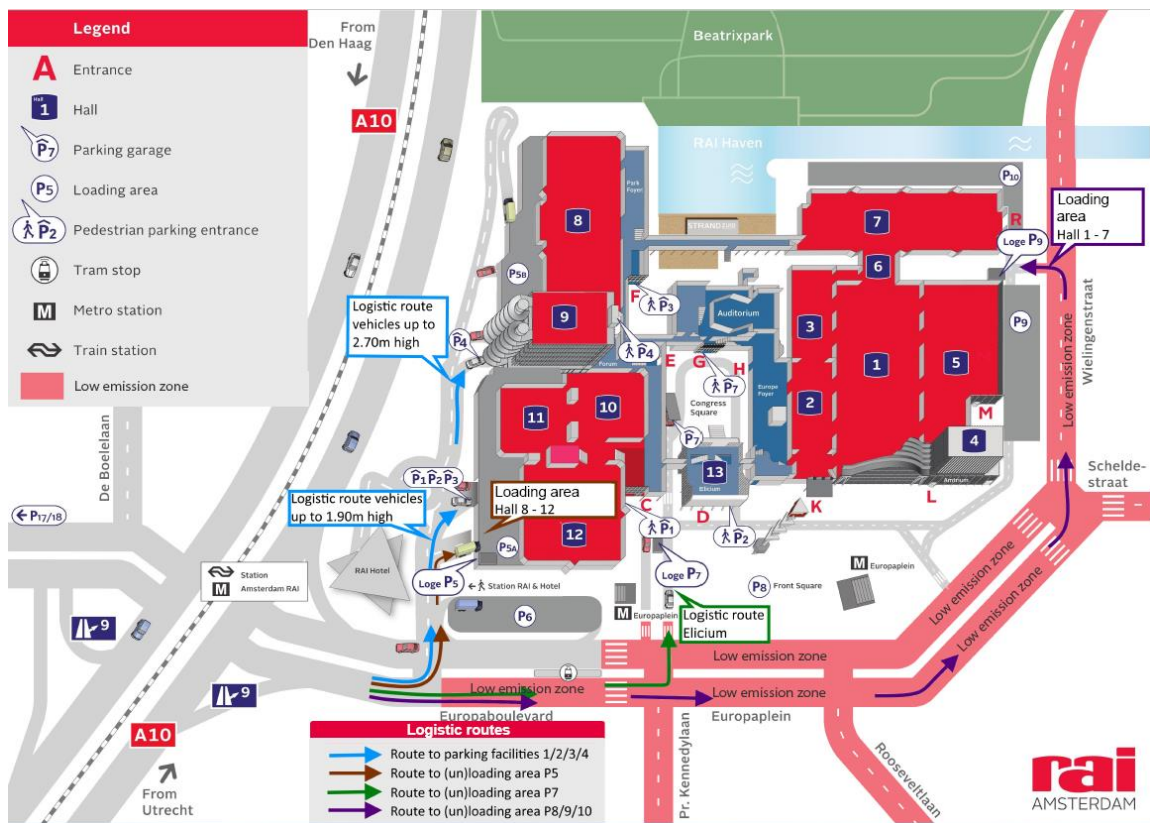 Legend
A Entrance
Hall 1 Hall
P7 Parking garage
P5 Loading area
P2 Pedestrian parking entrance
Tram stop
M Metro station
Train station
Low emission zone
From
Den Haag
A10
Beatrixpark
RAI Haven
Park
Foyer
STRAND ZUID
8
7
6
9
3
1
5
2
4
11
10
12
13
P10
R
Loading
area
Hall 1 - 7
Loge P9
P9
P5B
F
P3
P4
Auditorium
Logistic route
vehicles up to
2.70m high
P4
Forum
E
G
H
P7
Congress
Square
Europe
Foyer
P7
M
Amtrium
L
Elicium
K
D
C
P1
P2
Low emission zone
Wielingenstraat
Schelde-
straat
De Boelelaan
P17/18
P1 P2 P3
Logistic route vehicles
up to 1.90m high
Loading area
Hall 8 - 12
P5A
Loge P5
RAI Hotel
Station
M Amsterdam RAI
Station RAI & Hotel
P6
Loge P7
M
Europaplein
P8 Front Square
M Europaplein
Logistic route
Elicium
9
9
Low emission zone
Low emission zone
Low emission zone
Low emission zone
Low emission zone
Europaboulevard
Europaplein
Pr. Kennedylaan
Rooseveltlaan
A10
From
Utrecht
Logistic routes
Route to parking facilities 1/2/3/4
Route to (un)loading area P5
Route to (un)loading area P7
Route to (un)loading area P8/9/10
rai
AMSTERDAM